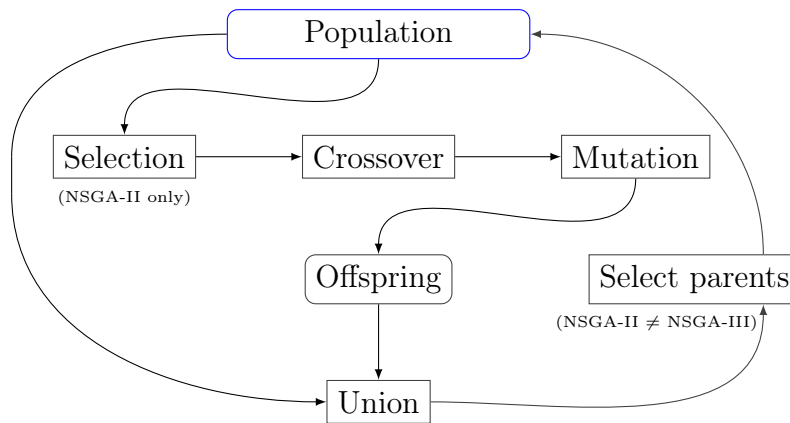 Population
Selection
Crossover
Mutation
(NSGA-II only)
Offspring
Select parents
(NSGA-II ≠ NSGA-III)
Union